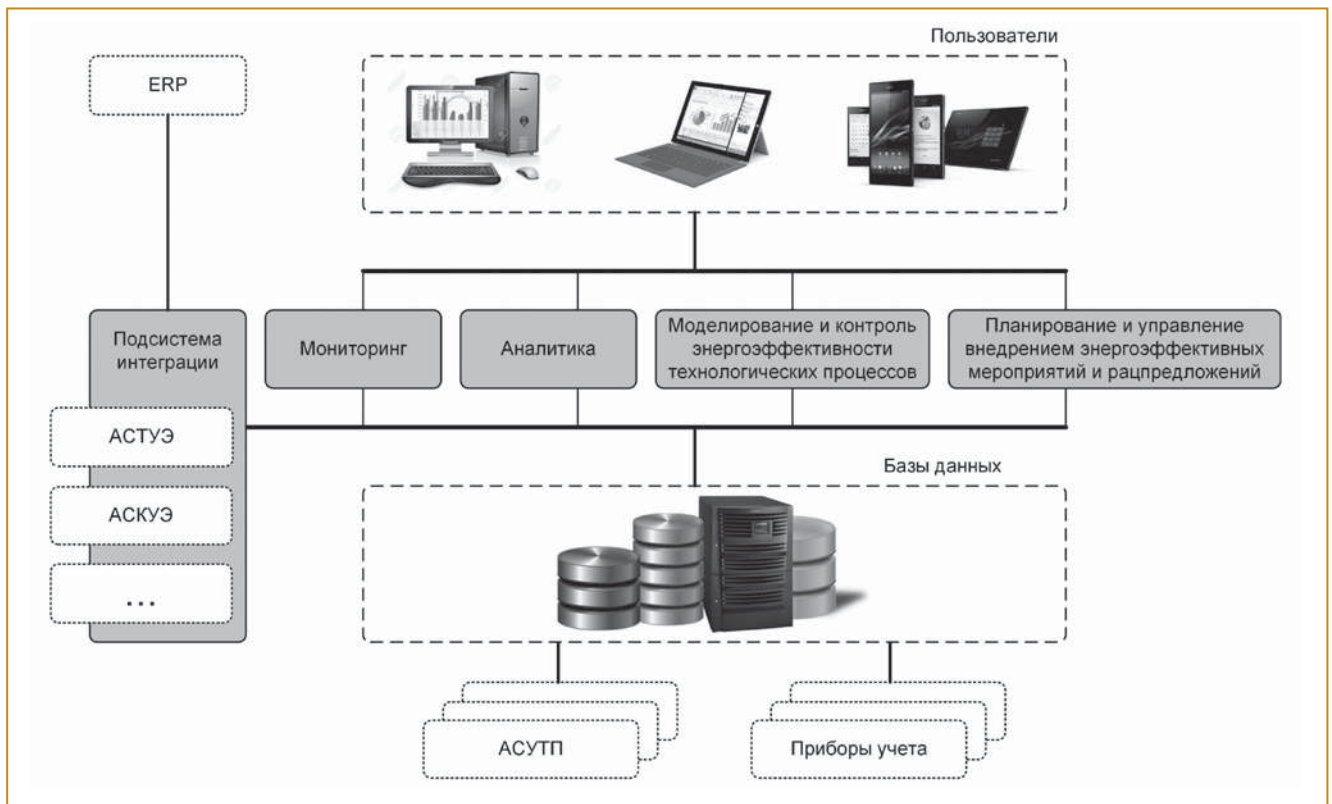 Пользователи
ERP
Подсистема
интеграции
Мониторинг
Аналитика
Моделирование и контроль
энергоэффективности
технологических процессов
Планирование и управление
внедрением энергоэффективных
мероприятий и рацпредложений
АСТУЭ
АСКУЭ
...
Базы данных
АСУТП
Приборы учета